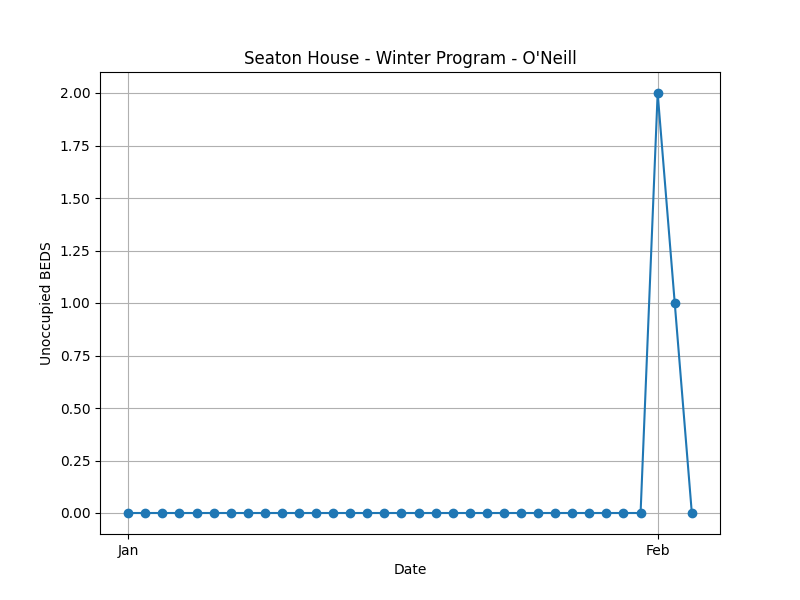 Seaton House - Winter Program - O'Neill
Unoccupied BEDS
2.00
1.75
1.50
1.25
1.00
0.75
0.50
0.25
0.00
Jan Feb
Date